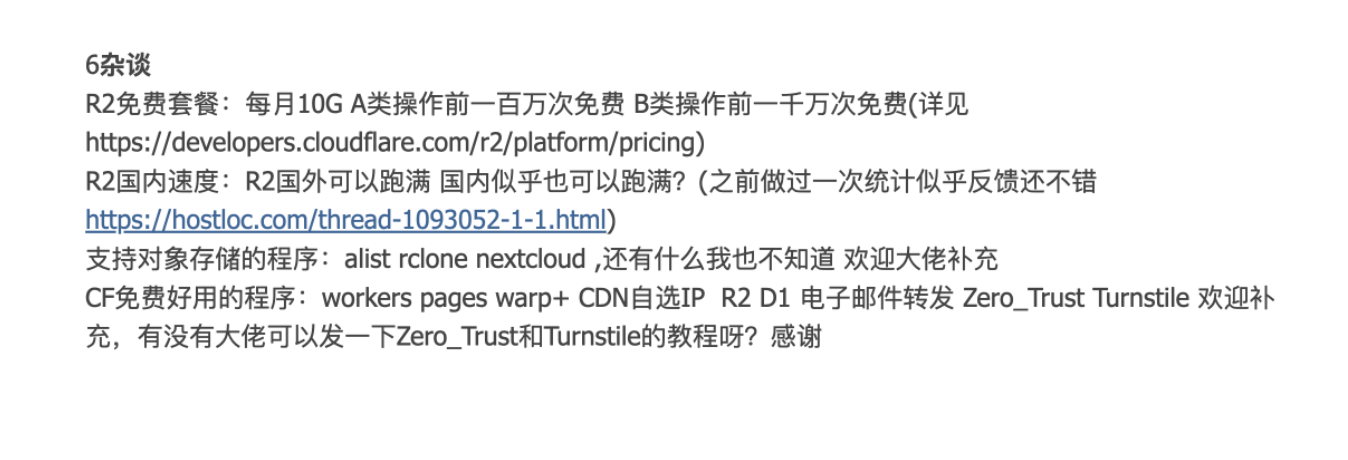 6杂谈
R2免费套餐：每月10G A类操作前一百万次免费 B类操作前一千万次免费(详见
https://developers.cloudflare.com/r2/platform/pricing)
R2国内速度：R2国外可以跑满 国内似乎也可以跑满？(之前做过一次统计似乎反馈还不错
https://hostloc.com/thread-1093052-1-1.html)
支持对象存储的程序：alist rclone nextcloud ,还有什么我也不知道 欢迎大佬补充
CF免费好用的程序：workers pages warp+ CDN自选IP  R2 D1 电子邮件转发 Zero_Trust Turnstile 欢迎补
充，有没有大佬可以发一下Zero_Trust和Turnstile的教程呀？感谢